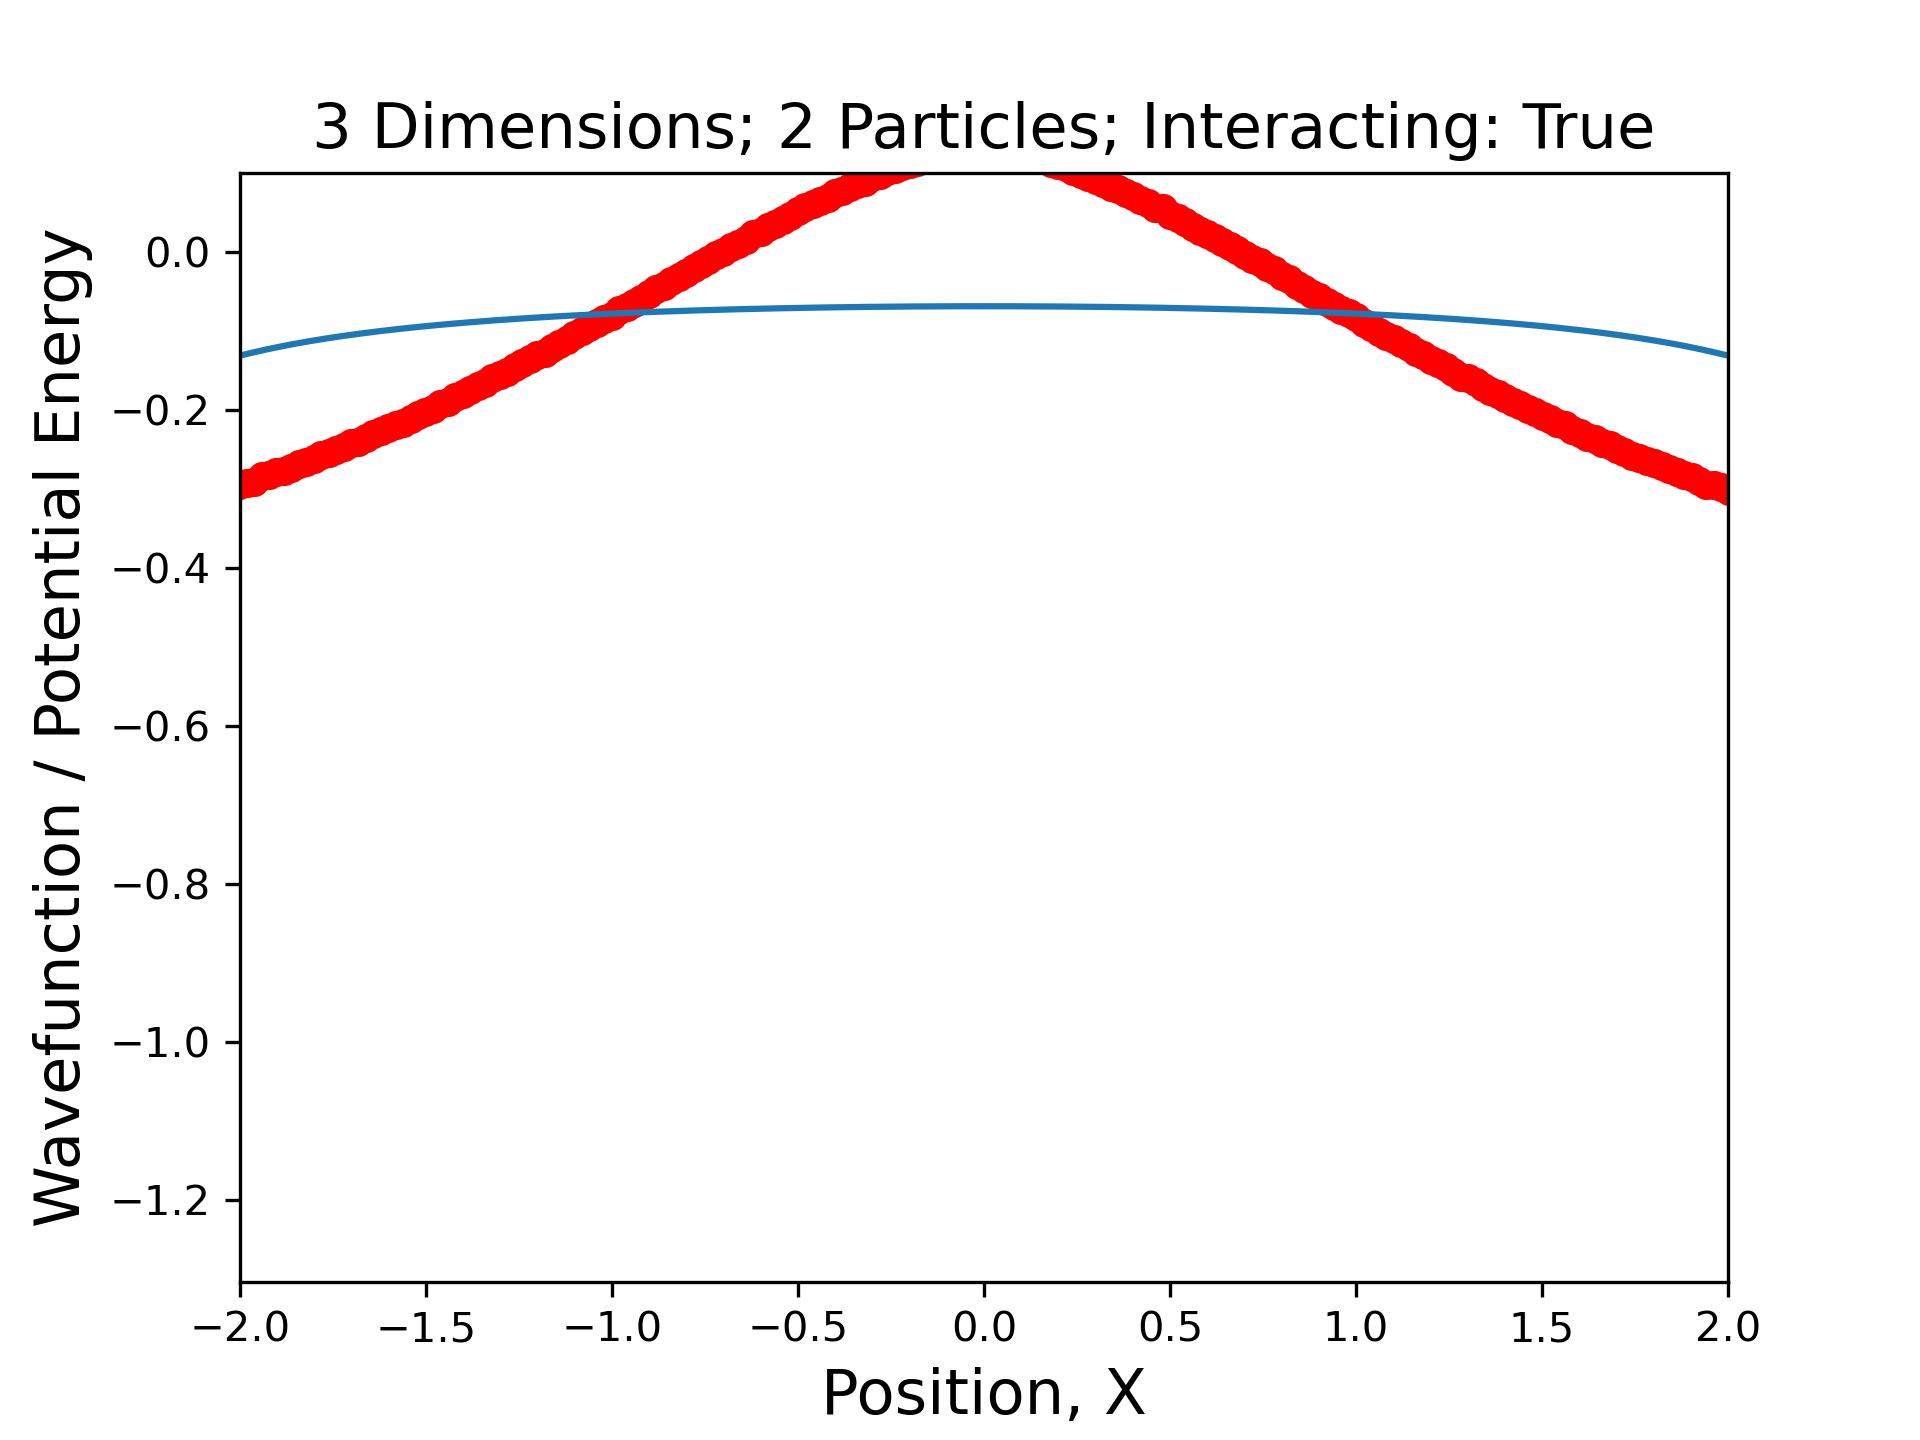 3 Dimensions; 2 Particles; Interacting: True
Wavefunction / Potential Energy
0.0
−0.2
−0.4
−0.6
−0.8
−1.0
−1.2
−2.0 −1.5 −1.0 −0.5 0.0 0.5 1.0 1.5 2.0
Position, X